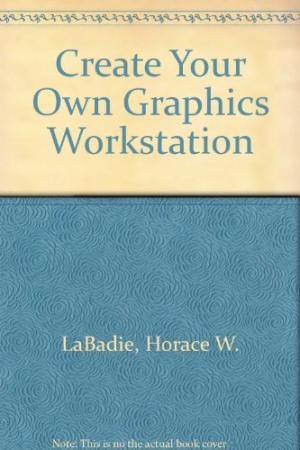 Create Your
Own Graphics
Workstation
LaBadie, Horace W.
Note: This is no the actual book cover